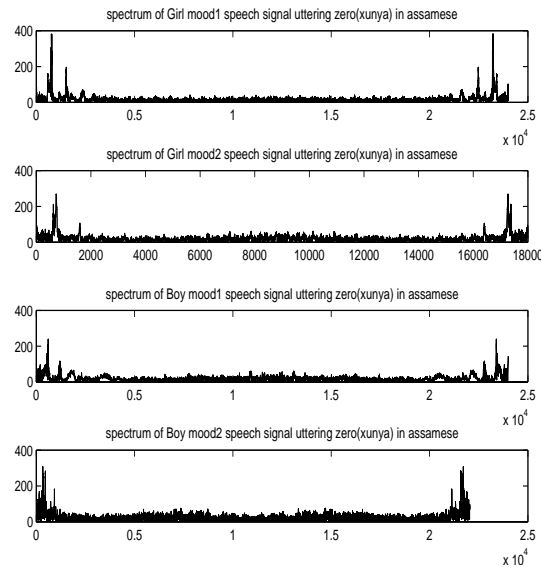 spectrum of Girl mood1 speech signal uttering zero(xunya) in assamese
400
200
0
0 0.5 1 1.5 2 2.5
x 10^4
spectrum of Girl mood2 speech signal uttering zero(xunya) in assamese
400
200
0
0 2000 4000 6000 8000 10000 12000 14000 16000 18000
spectrum of Boy mood1 speech signal uttering zero(xunya) in assamese
400
200
0
0 0.5 1 1.5 2 2.5
x 10^4
spectrum of Boy mood2 speech signal uttering zero(xunya) in assamese
400
200
0
0 0.5 1 1.5 2 2.5
x 10^4